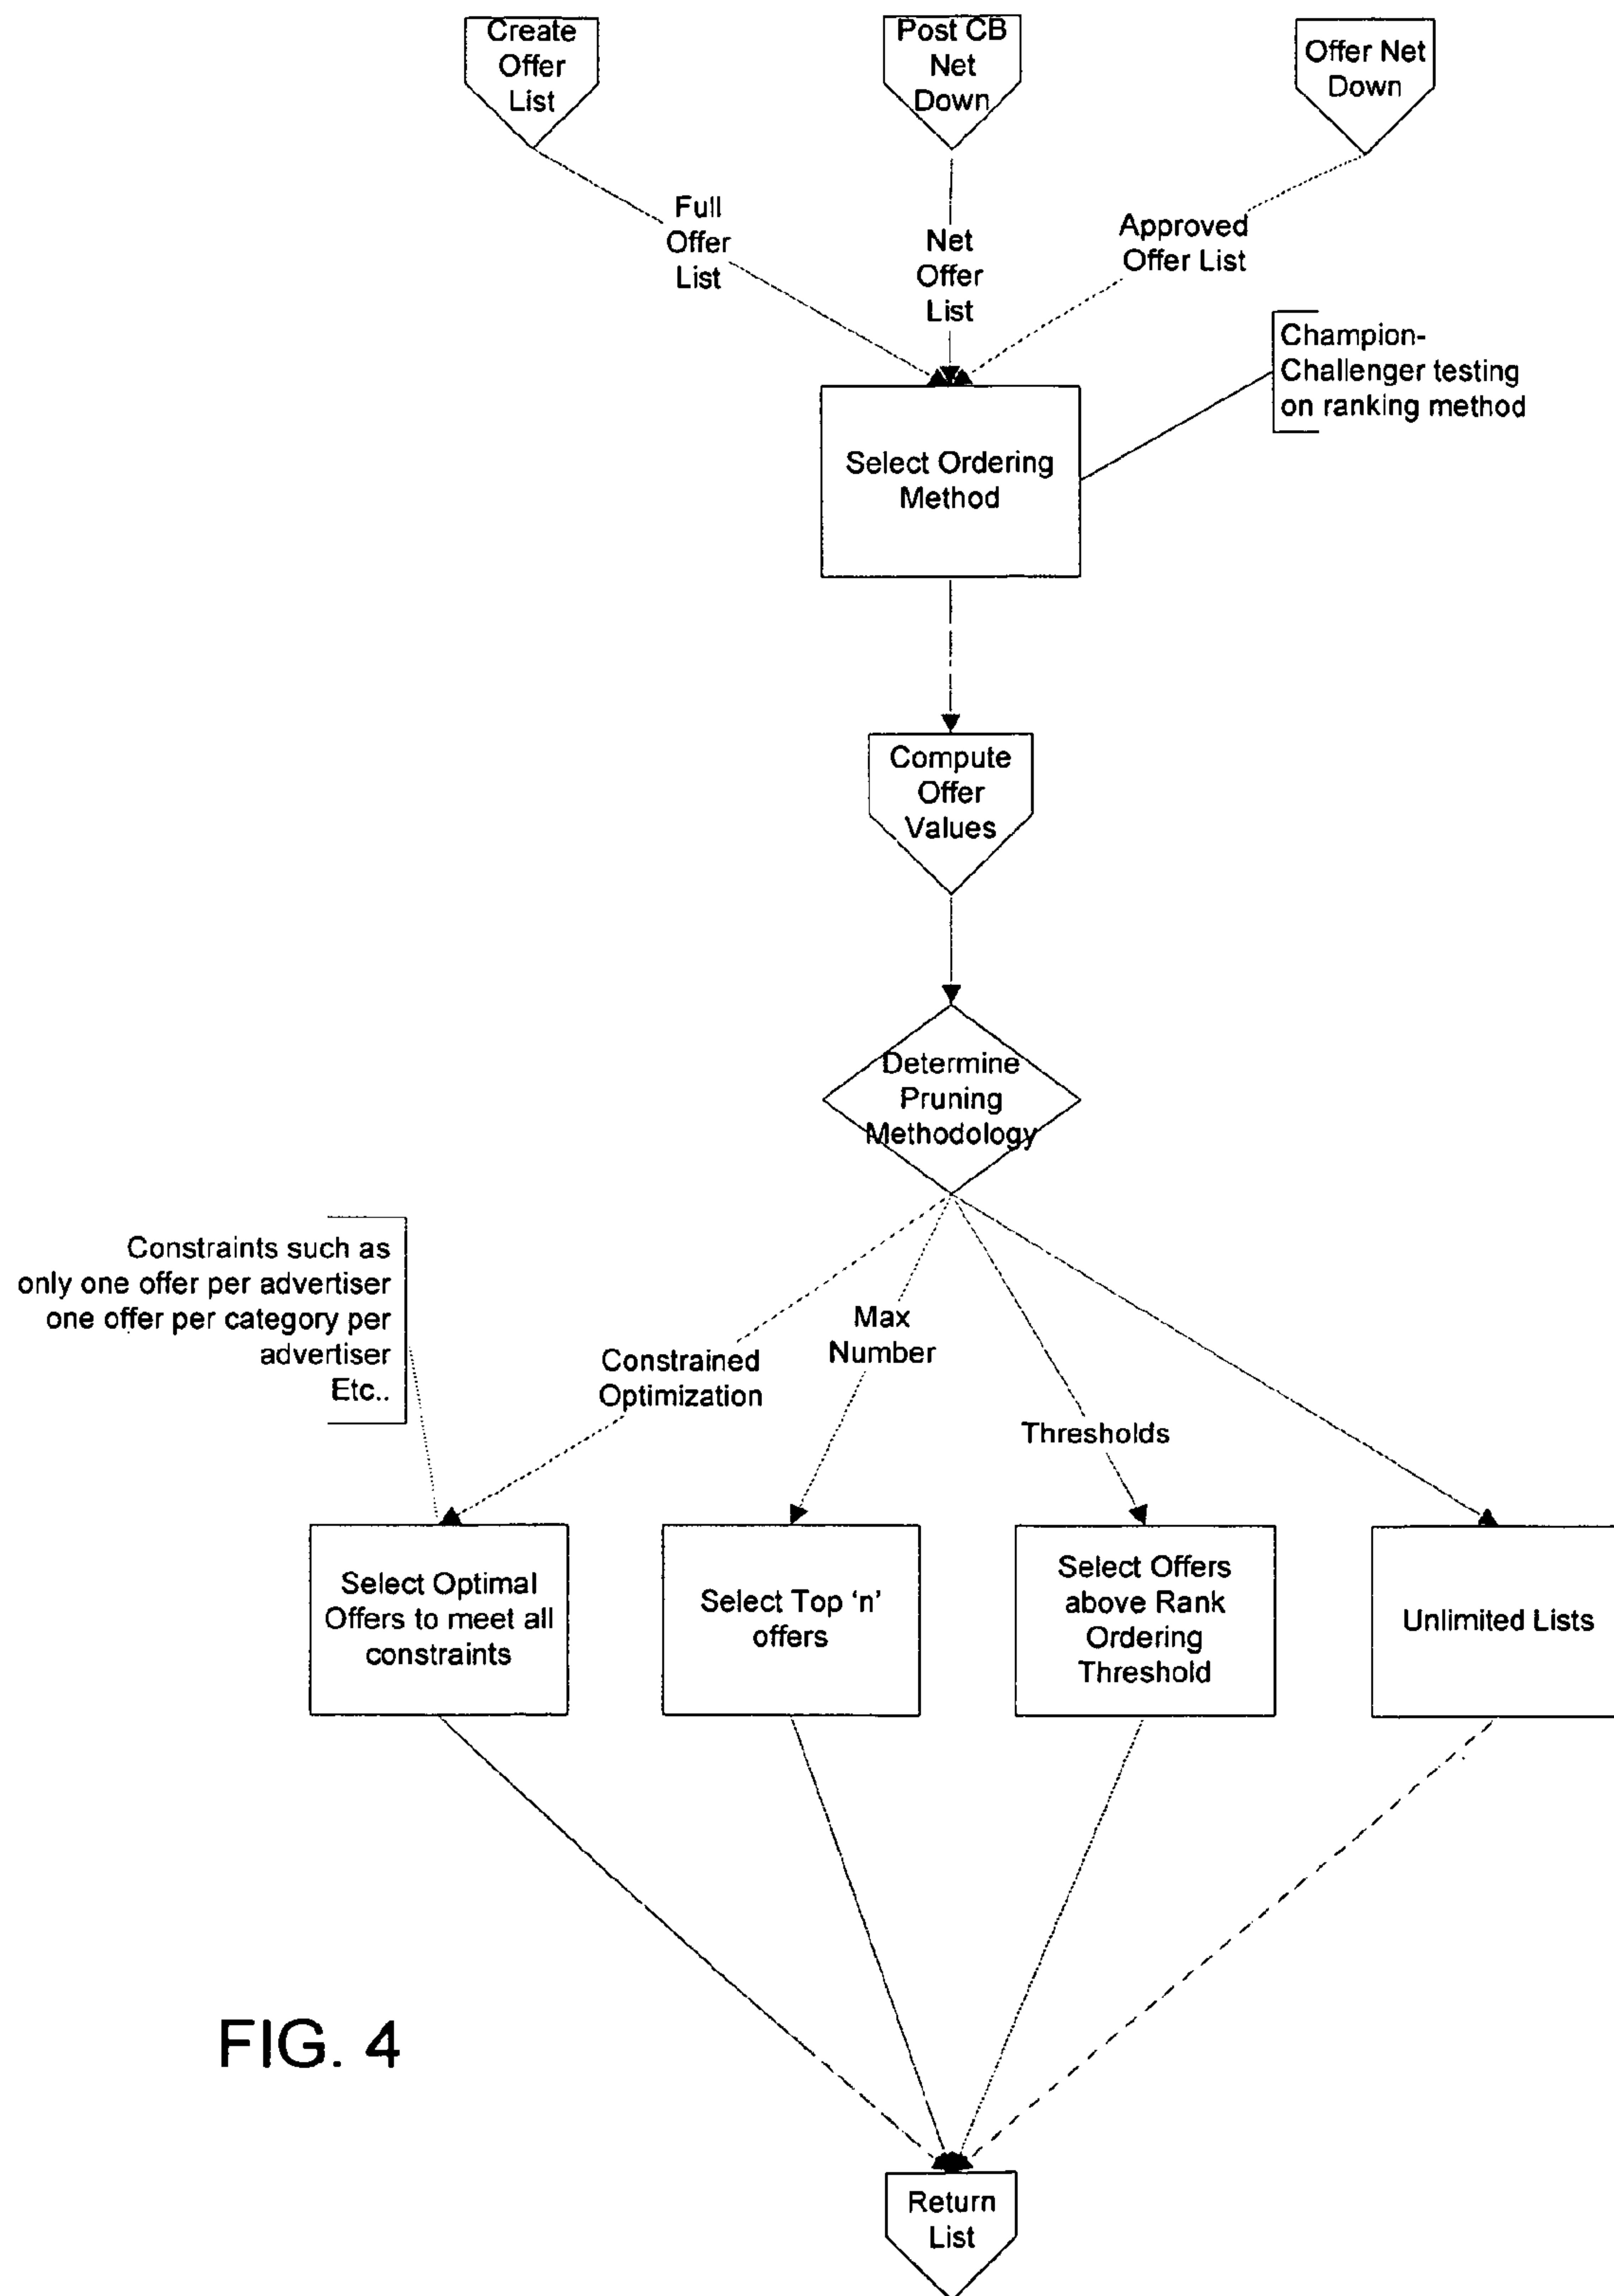 Create
Offer
List
Post CB
Net
Down
Offer Net
Down
Full
Offer
List
Net
Offer
List
Approved
Offer List
Champion-
Challenger testing
on ranking method
Select Ordering
Method
Compute
Offer
Values
Determine
Pruning
Methodology
Constraints such as
only one offer per advertiser
one offer per category per
advertiser
Etc..
Constrained
Optimization
Max
Number
Thresholds
Select Optimal
Offers to meet all
constraints
Select Top ‘n’
offers
Select Offers
above Rank
Ordering
Threshold
Unlimited Lists
FIG. 4
Return
List